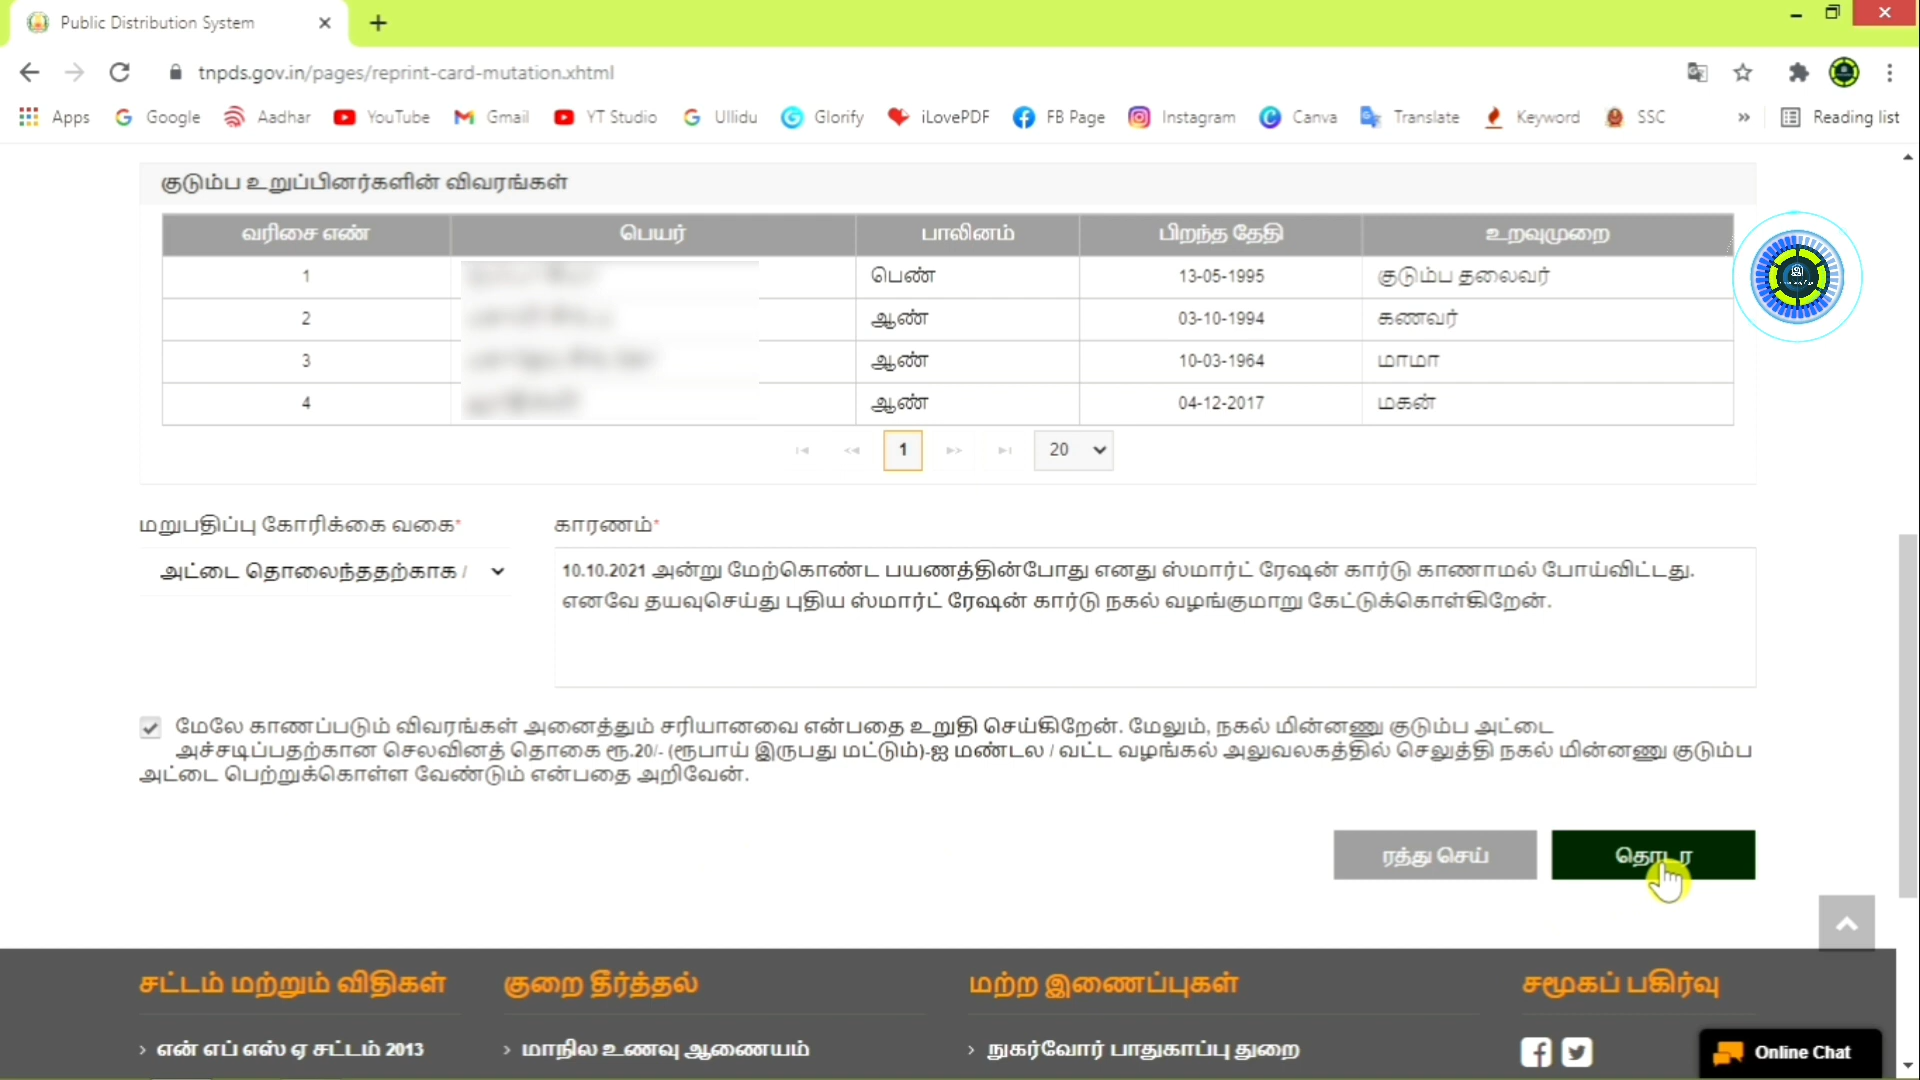 Public Distribution System
tnpds.gov.in/pages/reprint-card-mutation.xhtml
Apps Google Aadhar YouTube Gmail YT Studio Ullidu Glorify iLovePDF FB Page Instagram Canva Translate Keyword SSC » Reading list
குடும்ப உறுப்பினர்களின் விவரங்கள்
வரிசை எண் பெயர் பாலினம் பிறந்த தேதி உறவுமுறை
1 பெண் 13-05-1995 குடும்ப தலைவர்
2 ஆண் 03-10-1994 கணவர்
3 ஆண் 10-03-1964 மாமா
4 ஆண் 04-12-2017 மகன்
1 20
மறுபதிப்பு கோரிக்கை வகை* காரணம்*
அட்டை தொலைந்ததற்காக /
10.10.2021 அன்று மேற்கொண்ட பயணத்தின்போது எனது ஸ்மார்ட் ரேஷன் கார்டு காணாமல் போய்விட்டது.
எனவே தயவுசெய்து புதிய ஸ்மார்ட் ரேஷன் கார்டு நகல் வழங்குமாறு கேட்டுக்கொள்கிறேன்.
மேலே காணப்படும் விவரங்கள் அனைத்தும் சரியானவை என்பதை உறுதி செய்கிறேன். மேலும், நகல் மின்னணு குடும்ப அட்டை
அச்சடிப்பதற்கான செலவினத் தொகை ரூ.20/- (ரூபாய் இருபது மட்டும்)-ஐ மண்டல / வட்ட வழங்கல் அலுவலகத்தில் செலுத்தி நகல் மின்னணு குடும்ப
அட்டை பெற்றுக்கொள்ள வேண்டும் என்பதை அறிவேன்.
ரத்து செய் தொடர
சட்டம் மற்றும் விதிகள் குறை தீர்த்தல் மற்ற இணைப்புகள் சமூகப் பகிர்வு
› என் எப் எஸ் ஏ சட்டம் 2013 › மாநில உணவு ஆணையம் › நுகர்வோர் பாதுகாப்பு துறை
Online Chat